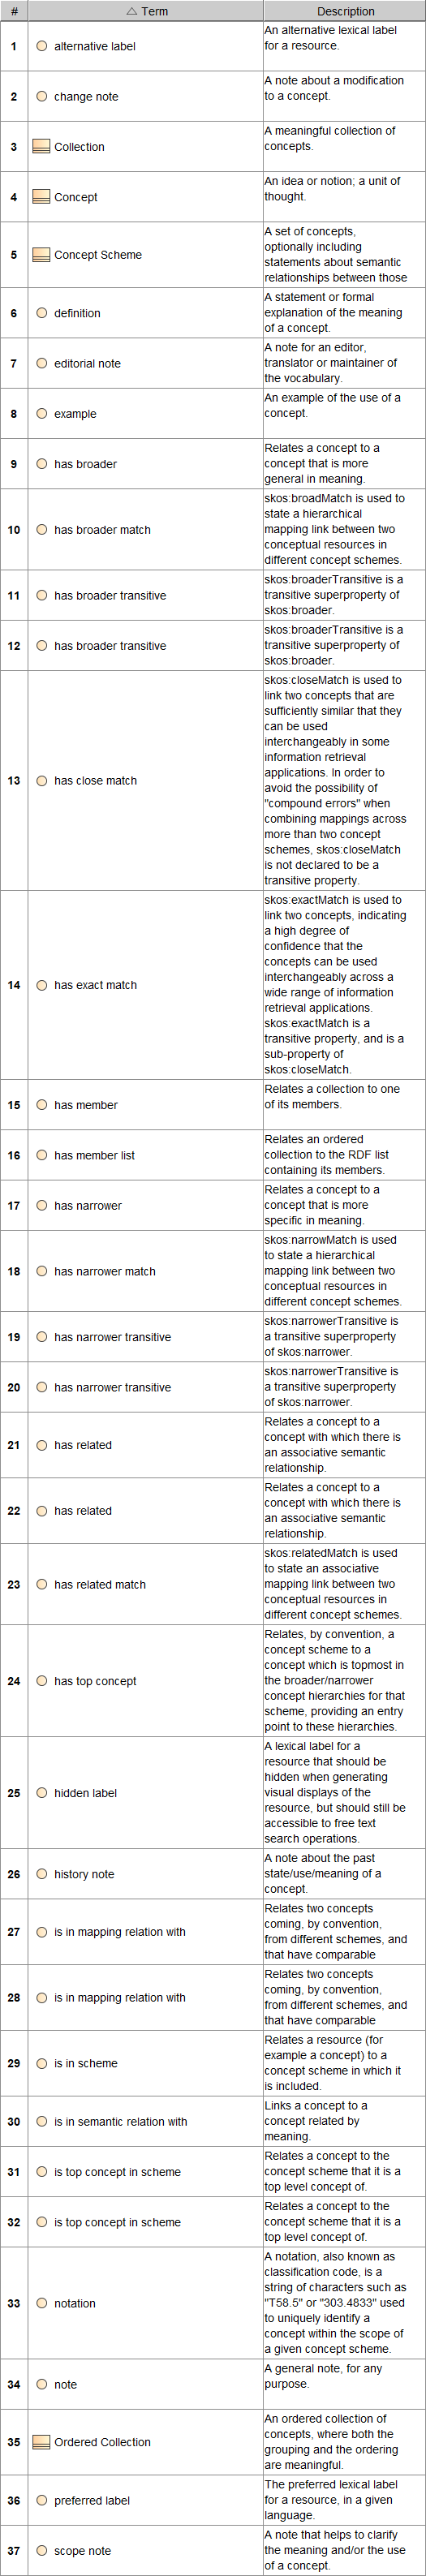 # Term Description
1 alternative label An alternative lexical label
for a resource.
2 change note A note about a modification
to a concept.
3 Collection A meaningful collection of
concepts.
4 Concept An idea or notion; a unit of
thought.
5 Concept Scheme A set of concepts,
optionally including
statements about semantic
relationships between those
6 definition A statement or formal
explanation of the meaning
of a concept.
7 editorial note A note for an editor,
translator or maintainer of
the vocabulary.
8 example An example of the use of a
concept.
9 has broader Relates a concept to a
concept that is more
general in meaning.
10 has broader match skos:broadMatch is used to
state a hierarchical
mapping link between two
conceptual resources in
different concept schemes.
11 has broader transitive skos:broaderTransitive is a
transitive superproperty of
skos:broader.
12 has broader transitive skos:broaderTransitive is a
transitive superproperty of
skos:broader.
13 has close match skos:closeMatch is used to
link two concepts that are
sufficiently similar that they
can be used
interchangeably in some
information retrieval
applications. In order to
avoid the possibility of
"compound errors" when
combining mappings across
more than two concept
schemes, skos:closeMatch
is not declared to be a
transitive property.
14 has exact match skos:exactMatch is used to
link two concepts, indicating
a high degree of
confidence that the
concepts can be used
interchangeably across a
wide range of information
retrieval applications.
skos:exactMatch is a
transitive property, and is a
sub-property of
skos:closeMatch.
15 has member Relates a collection to one
of its members.
16 has member list Relates an ordered
collection to the RDF list
containing its members.
17 has narrower Relates a concept to a
concept that is more
specific in meaning.
18 has narrower match skos:narrowMatch is used
to state a hierarchical
mapping link between two
conceptual resources in
different concept schemes.
19 has narrower transitive skos:narrowerTransitive is
a transitive superproperty
of skos:narrower.
20 has narrower transitive skos:narrowerTransitive is
a transitive superproperty
of skos:narrower.
21 has related Relates a concept to a
concept with which there is
an associative semantic
relationship.
22 has related Relates a concept to a
concept with which there is
an associative semantic
relationship.
23 has related match skos:relatedMatch is used
to state an associative
mapping link between two
conceptual resources in
different concept schemes.
24 has top concept Relates, by convention, a
concept scheme to a
concept which is topmost in
the broader/narrower
concept hierarchies for that
scheme, providing an entry
point to these hierarchies.
25 hidden label A lexical label for a
resource that should be
hidden when generating
visual displays of the
resource, but should still be
accessible to free text
search operations.
26 history note A note about the past
state/use/meaning of a
concept.
27 is in mapping relation with Relates two concepts
coming, by convention,
from different schemes, and
that have comparable
28 is in mapping relation with Relates two concepts
coming, by convention,
from different schemes, and
that have comparable
29 is in scheme Relates a resource (for
example a concept) to a
concept scheme in which it
is included.
30 is in semantic relation with Links a concept to a
concept related by
meaning.
31 is top concept in scheme Relates a concept to the
concept scheme that it is a
top level concept of.
32 is top concept in scheme Relates a concept to the
concept scheme that it is a
top level concept of.
33 notation A notation, also known as
classification code, is a
string of characters such as
"T58.5" or "303.4833" used
to uniquely identify a
concept within the scope of
a given concept scheme.
34 note A general note, for any
purpose.
35 Ordered Collection An ordered collection of
concepts, where both the
grouping and the ordering
are meaningful.
36 preferred label The preferred lexical label
for a resource, in a given
language.
37 scope note A note that helps to clarify
the meaning and/or the use
of a concept.